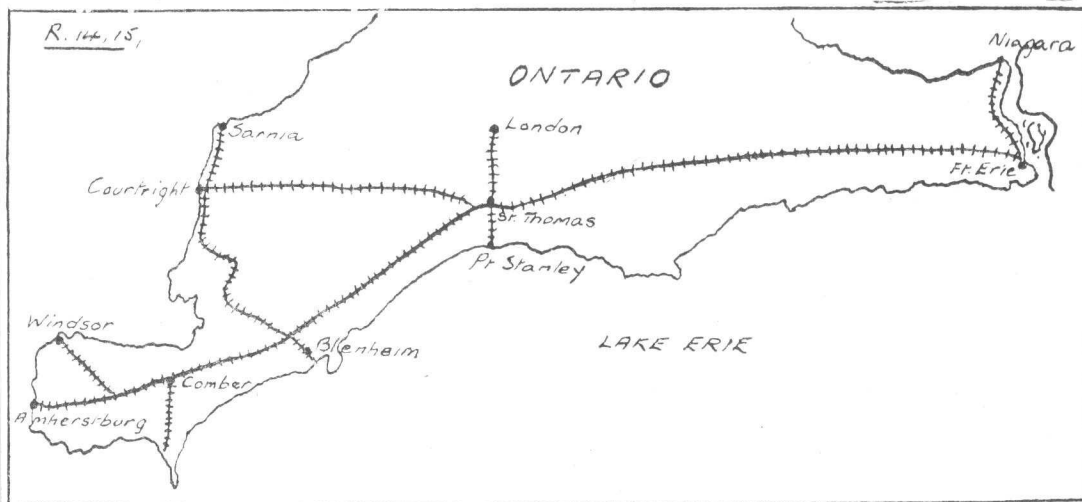 R. 14, 15,
Niagara
ONTARIO
Sarnia
London
Courtright
Ft. Erie
St. Thomas
Pt Stanley
Windsor
Blenheim
LAKE ERIE
Comber
Amherstburg